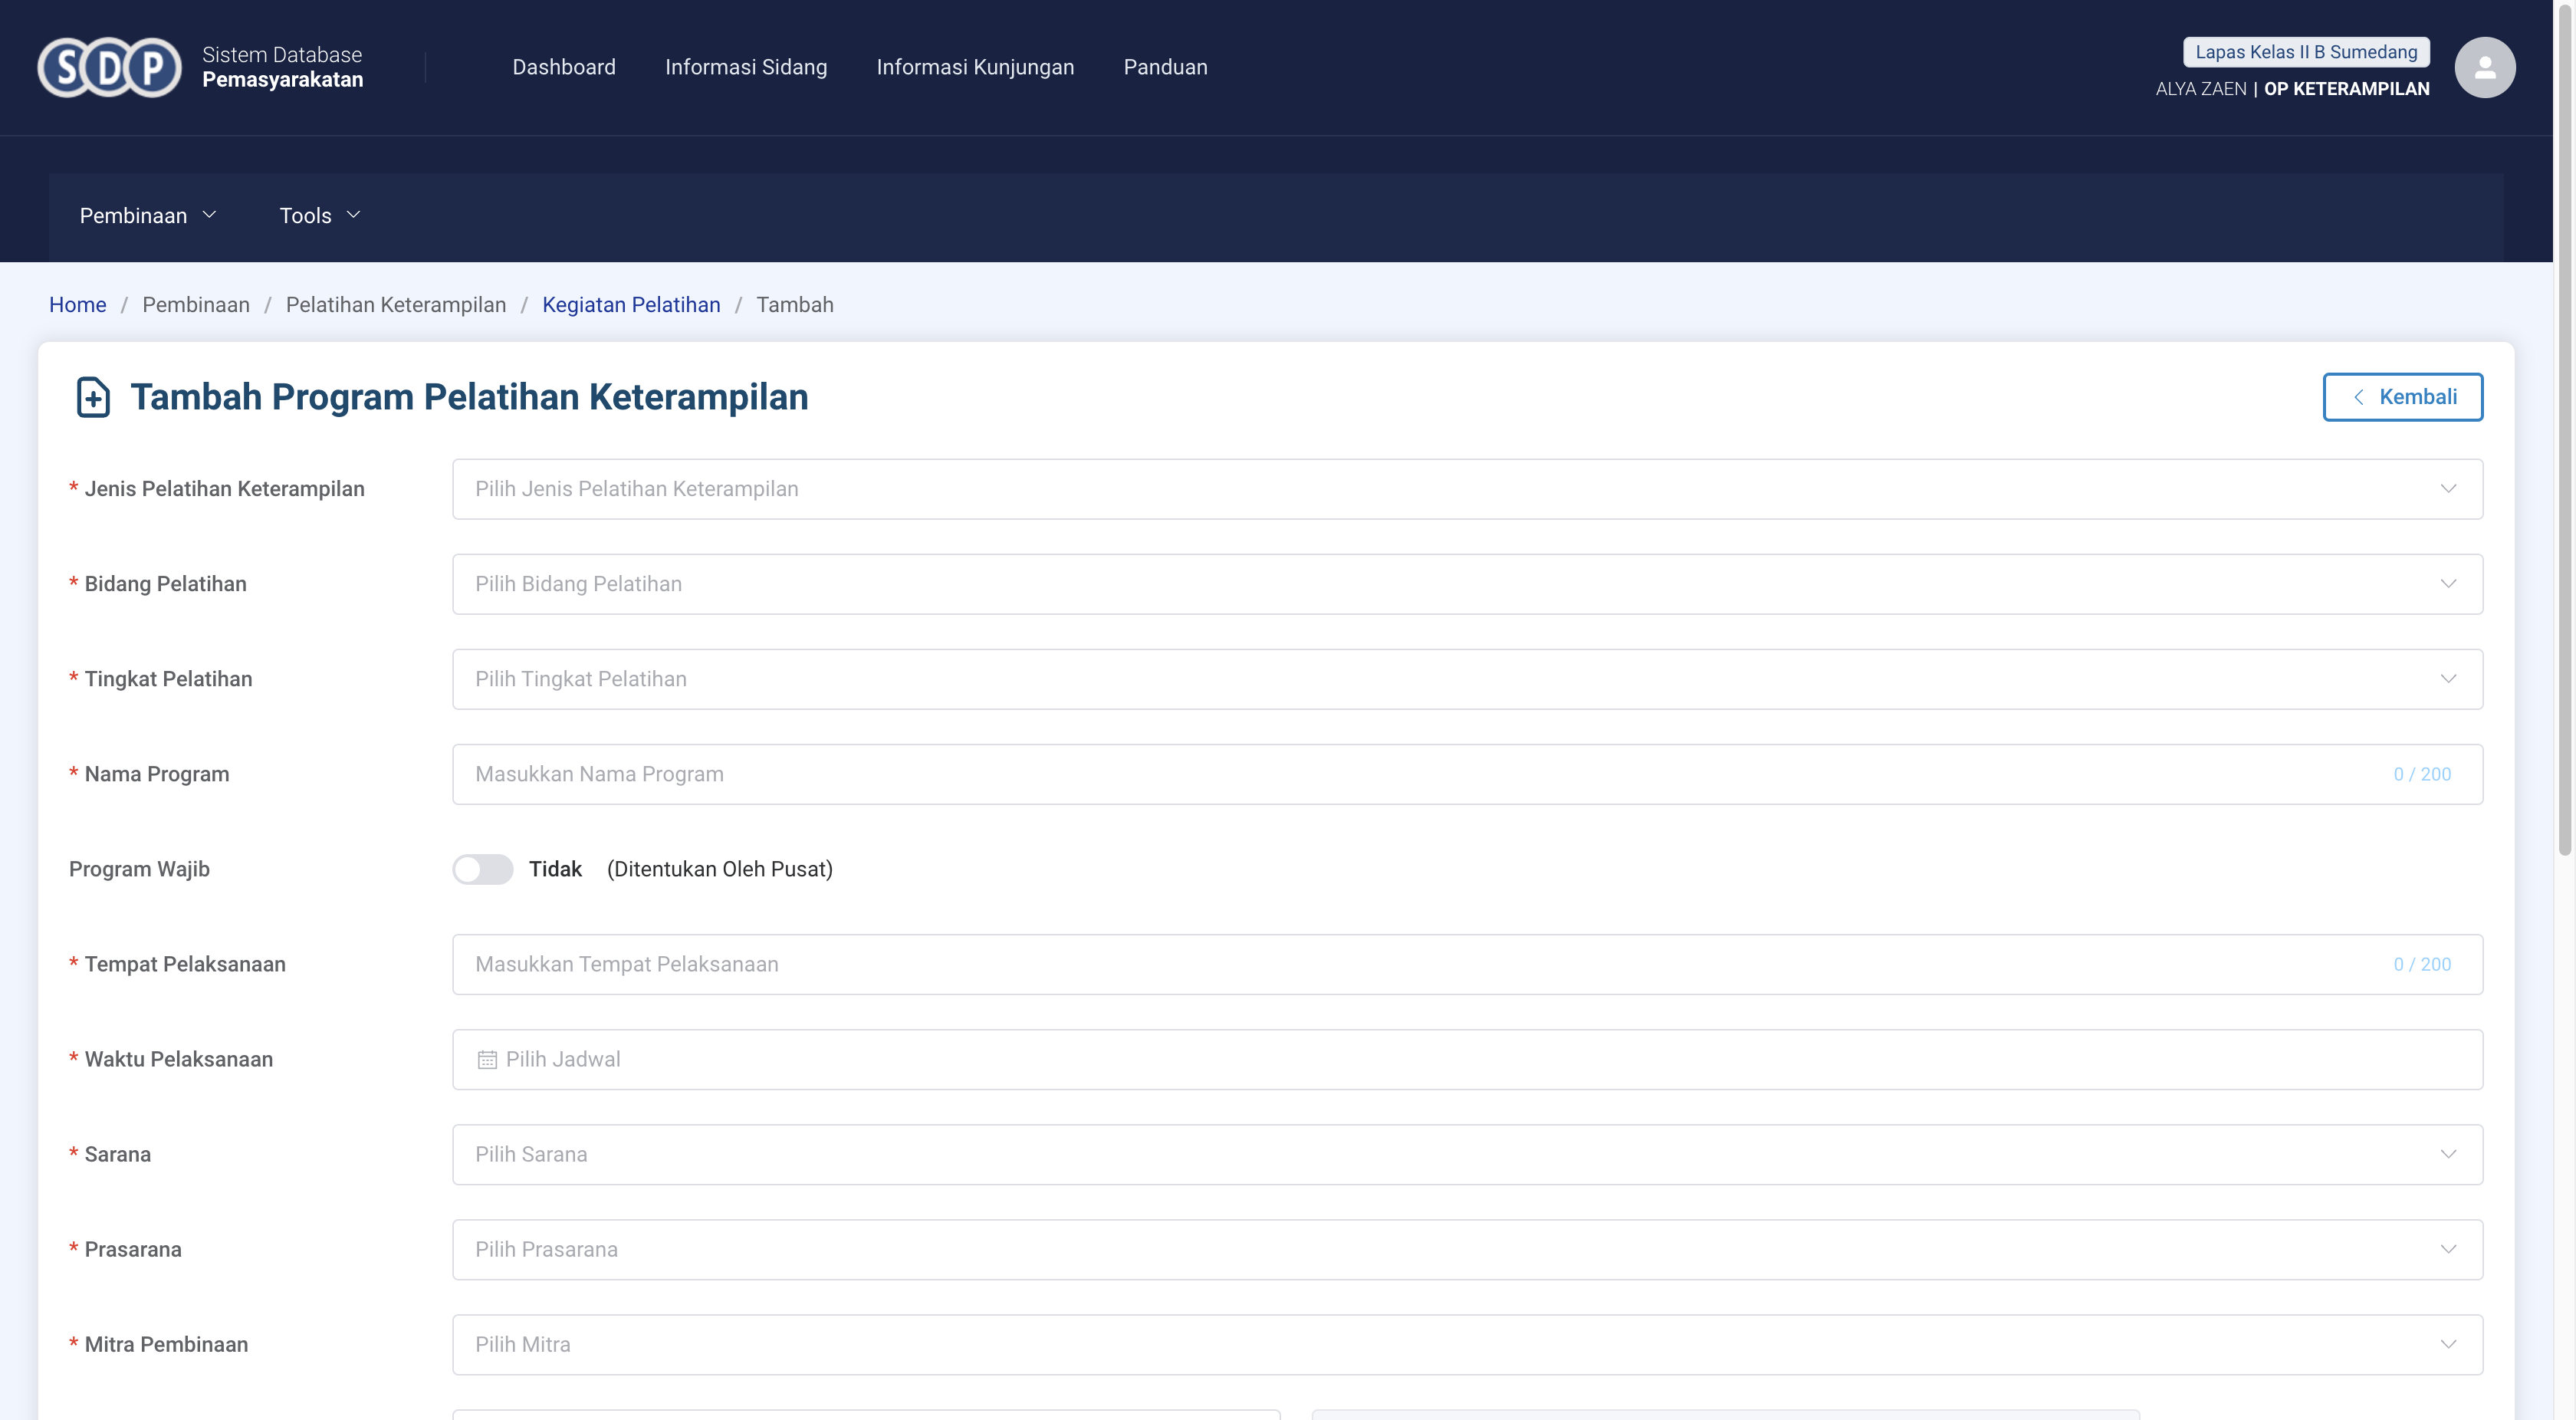 SDP
Sistem Database
Pemasyarakatan
Dashboard
Informasi Sidang
Informasi Kunjungan
Panduan
Lapas Kelas II B Sumedang
ALYA ZAEN | OP KETERAMPILAN
Pembinaan
Tools
Home / Pembinaan / Pelatihan Keterampilan / Kegiatan Pelatihan / Tambah
Tambah Program Pelatihan Keterampilan
Kembali
* Jenis Pelatihan Keterampilan
Pilih Jenis Pelatihan Keterampilan
* Bidang Pelatihan
Pilih Bidang Pelatihan
* Tingkat Pelatihan
Pilih Tingkat Pelatihan
* Nama Program
Masukkan Nama Program
0 / 200
Program Wajib
Tidak (Ditentukan Oleh Pusat)
* Tempat Pelaksanaan
Masukkan Tempat Pelaksanaan
0 / 200
* Waktu Pelaksanaan
Pilih Jadwal
* Sarana
Pilih Sarana
* Prasarana
Pilih Prasarana
* Mitra Pembinaan
Pilih Mitra